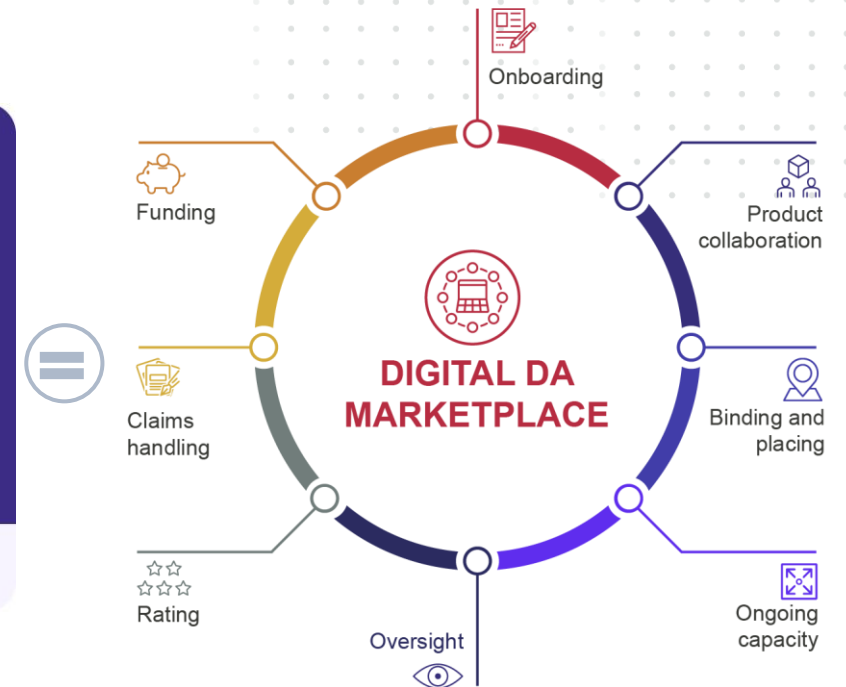 Onboarding
Funding
Product
collaboration
DIGITAL DA
MARKETPLACE
Claims
handling
Binding and
placing
Rating
Oversight
Ongoing
capacity